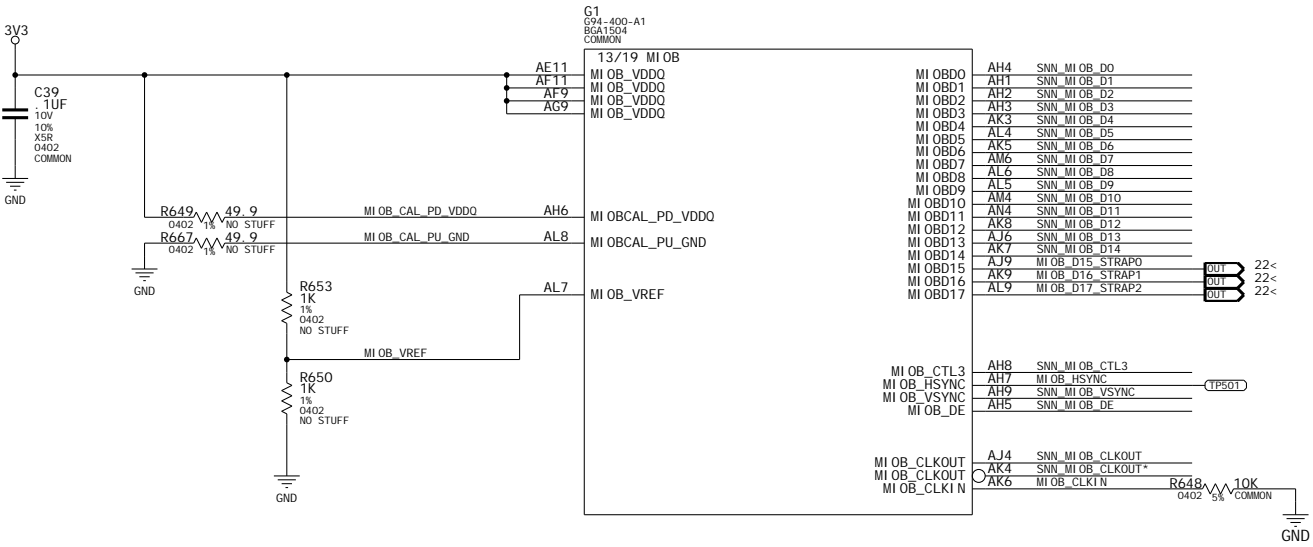 G1
G94-400-A1
BGA1504
COMMON
3V3
C39
.1UF
10V
10%
X5R
0402
COMMON
GND
13/19 MIOB
AE11 MIOB_VDDQ
AF11 MIOB_VDDQ
AF9 MIOB_VDDQ
AG9 MIOB_VDDQ
R649 49.9 MIOB_CAL_PD_VDDQ AH6 MIOBCAL_PD_VDDQ
0402 1% NO STUFF
R667 49.9 MIOB_CAL_PU_GND AL8 MIOBCAL_PU_GND
0402 1% NO STUFF
GND
R653
1K
1%
0402
NO STUFF
AL7 MIOB_VREF
MIOB_VREF
R650
1K
1%
0402
NO STUFF
GND
MIOBD0 AH4 SNN_MIOB_D0
MIOBD1 AH1 SNN_MIOB_D1
MIOBD2 AH2 SNN_MIOB_D2
MIOBD3 AH3 SNN_MIOB_D3
MIOBD4 AK3 SNN_MIOB_D4
MIOBD5 AL4 SNN_MIOB_D5
MIOBD6 AK5 SNN_MIOB_D6
MIOBD7 AM6 SNN_MIOB_D7
MIOBD8 AL6 SNN_MIOB_D8
MIOBD9 AL5 SNN_MIOB_D9
MIOBD10 AM4 SNN_MIOB_D10
MIOBD11 AN4 SNN_MIOB_D11
MIOBD12 AK8 SNN_MIOB_D12
MIOBD13 AJ6 SNN_MIOB_D13
MIOBD14 AK7 SNN_MIOB_D14
MIOBD15 AJ9 MIOB_D15_STRAP0 OUT 22<
MIOBD16 AK9 MIOB_D16_STRAP1 OUT 22<
MIOBD17 AL9 MIOB_D17_STRAP2 OUT 22<
MIOB_CTL3 AH8 SNN_MIOB_CTL3
MIOB_HSYNC AH7 MIOB_HSYNC TP501
MIOB_VSYNC AH9 SNN_MIOB_VSYNC
MIOB_DE AH5 SNN_MIOB_DE
MIOB_CLKOUT AJ4 SNN_MIOB_CLKOUT
MIOB_CLKOUT AK4 SNN_MIOB_CLKOUT*
MIOB_CLKIN AK6 MIOB_CLKIN R648 10K
0402 5% COMMON
GND